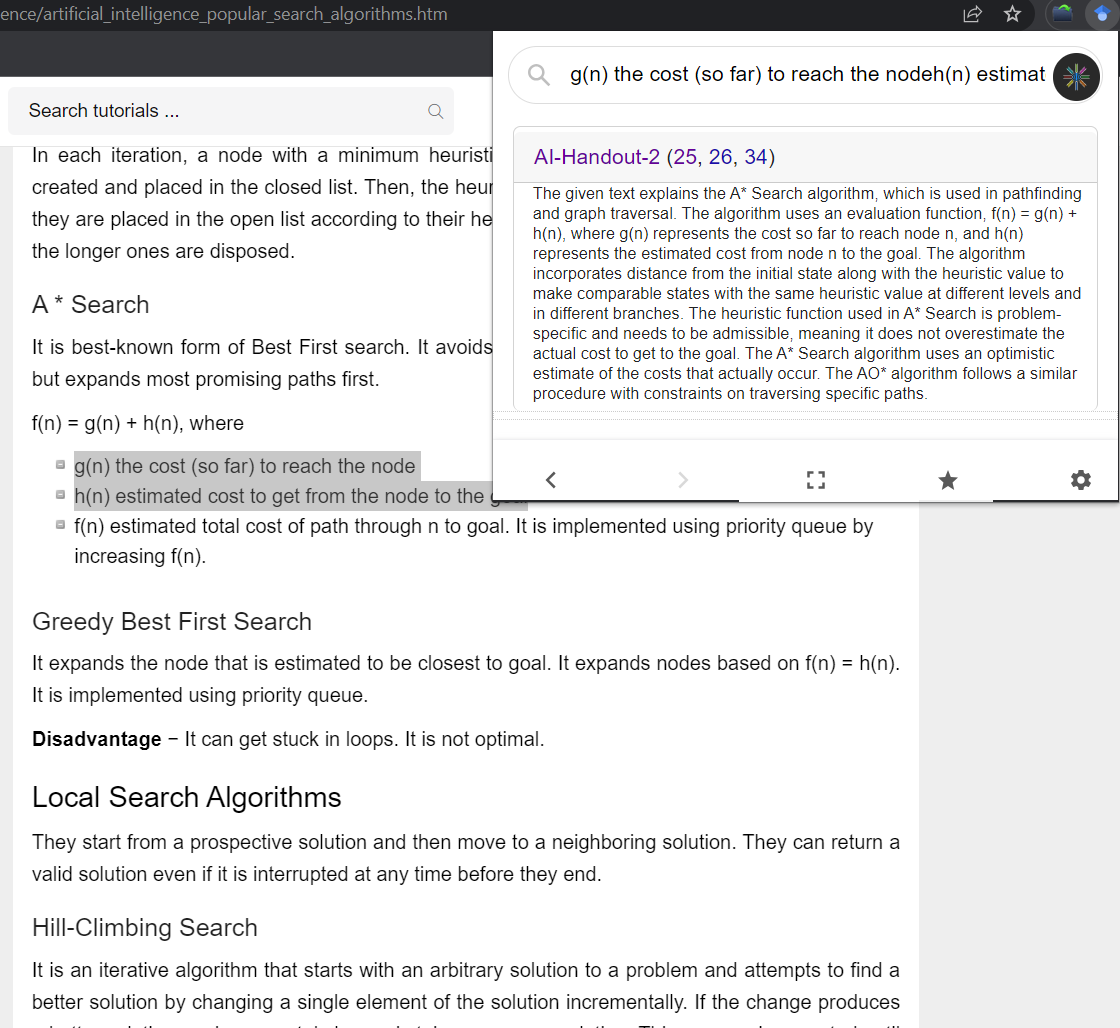 ence/artificial_intelligence_popular_search_algorithms.htm
g(n) the cost (so far) to reach the nodeh(n) estimat
Search tutorials ...
AI-Handout-2 (25, 26, 34)
The given text explains the A* Search algorithm, which is used in pathfinding
and graph traversal. The algorithm uses an evaluation function, f(n) = g(n) +
h(n), where g(n) represents the cost so far to reach node n, and h(n)
represents the estimated cost from node n to the goal. The algorithm
incorporates distance from the initial state along with the heuristic value to
make comparable states with the same heuristic value at different levels and
in different branches. The heuristic function used in A* Search is problem-
specific and needs to be admissible, meaning it does not overestimate the
actual cost to get to the goal. The A* Search algorithm uses an optimistic
estimate of the costs that actually occur. The AO* algorithm follows a similar
procedure with constraints on traversing specific paths.
In each iteration, a node with a minimum heuristi
created and placed in the closed list. Then, the heur
they are placed in the open list according to their he
the longer ones are disposed.
A * Search
It is best-known form of Best First search. It avoids
but expands most promising paths first.
f(n) = g(n) + h(n), where
g(n) the cost (so far) to reach the node
h(n) estimated cost to get from the node to the
f(n) estimated total cost of path through n to goal. It is implemented using priority queue by
increasing f(n).
Greedy Best First Search
It expands the node that is estimated to be closest to goal. It expands nodes based on f(n) = h(n).
It is implemented using priority queue.
Disadvantage − It can get stuck in loops. It is not optimal.
Local Search Algorithms
They start from a prospective solution and then move to a neighboring solution. They can return a
valid solution even if it is interrupted at any time before they end.
Hill-Climbing Search
It is an iterative algorithm that starts with an arbitrary solution to a problem and attempts to find a
better solution by changing a single element of the solution incrementally. If the change produces